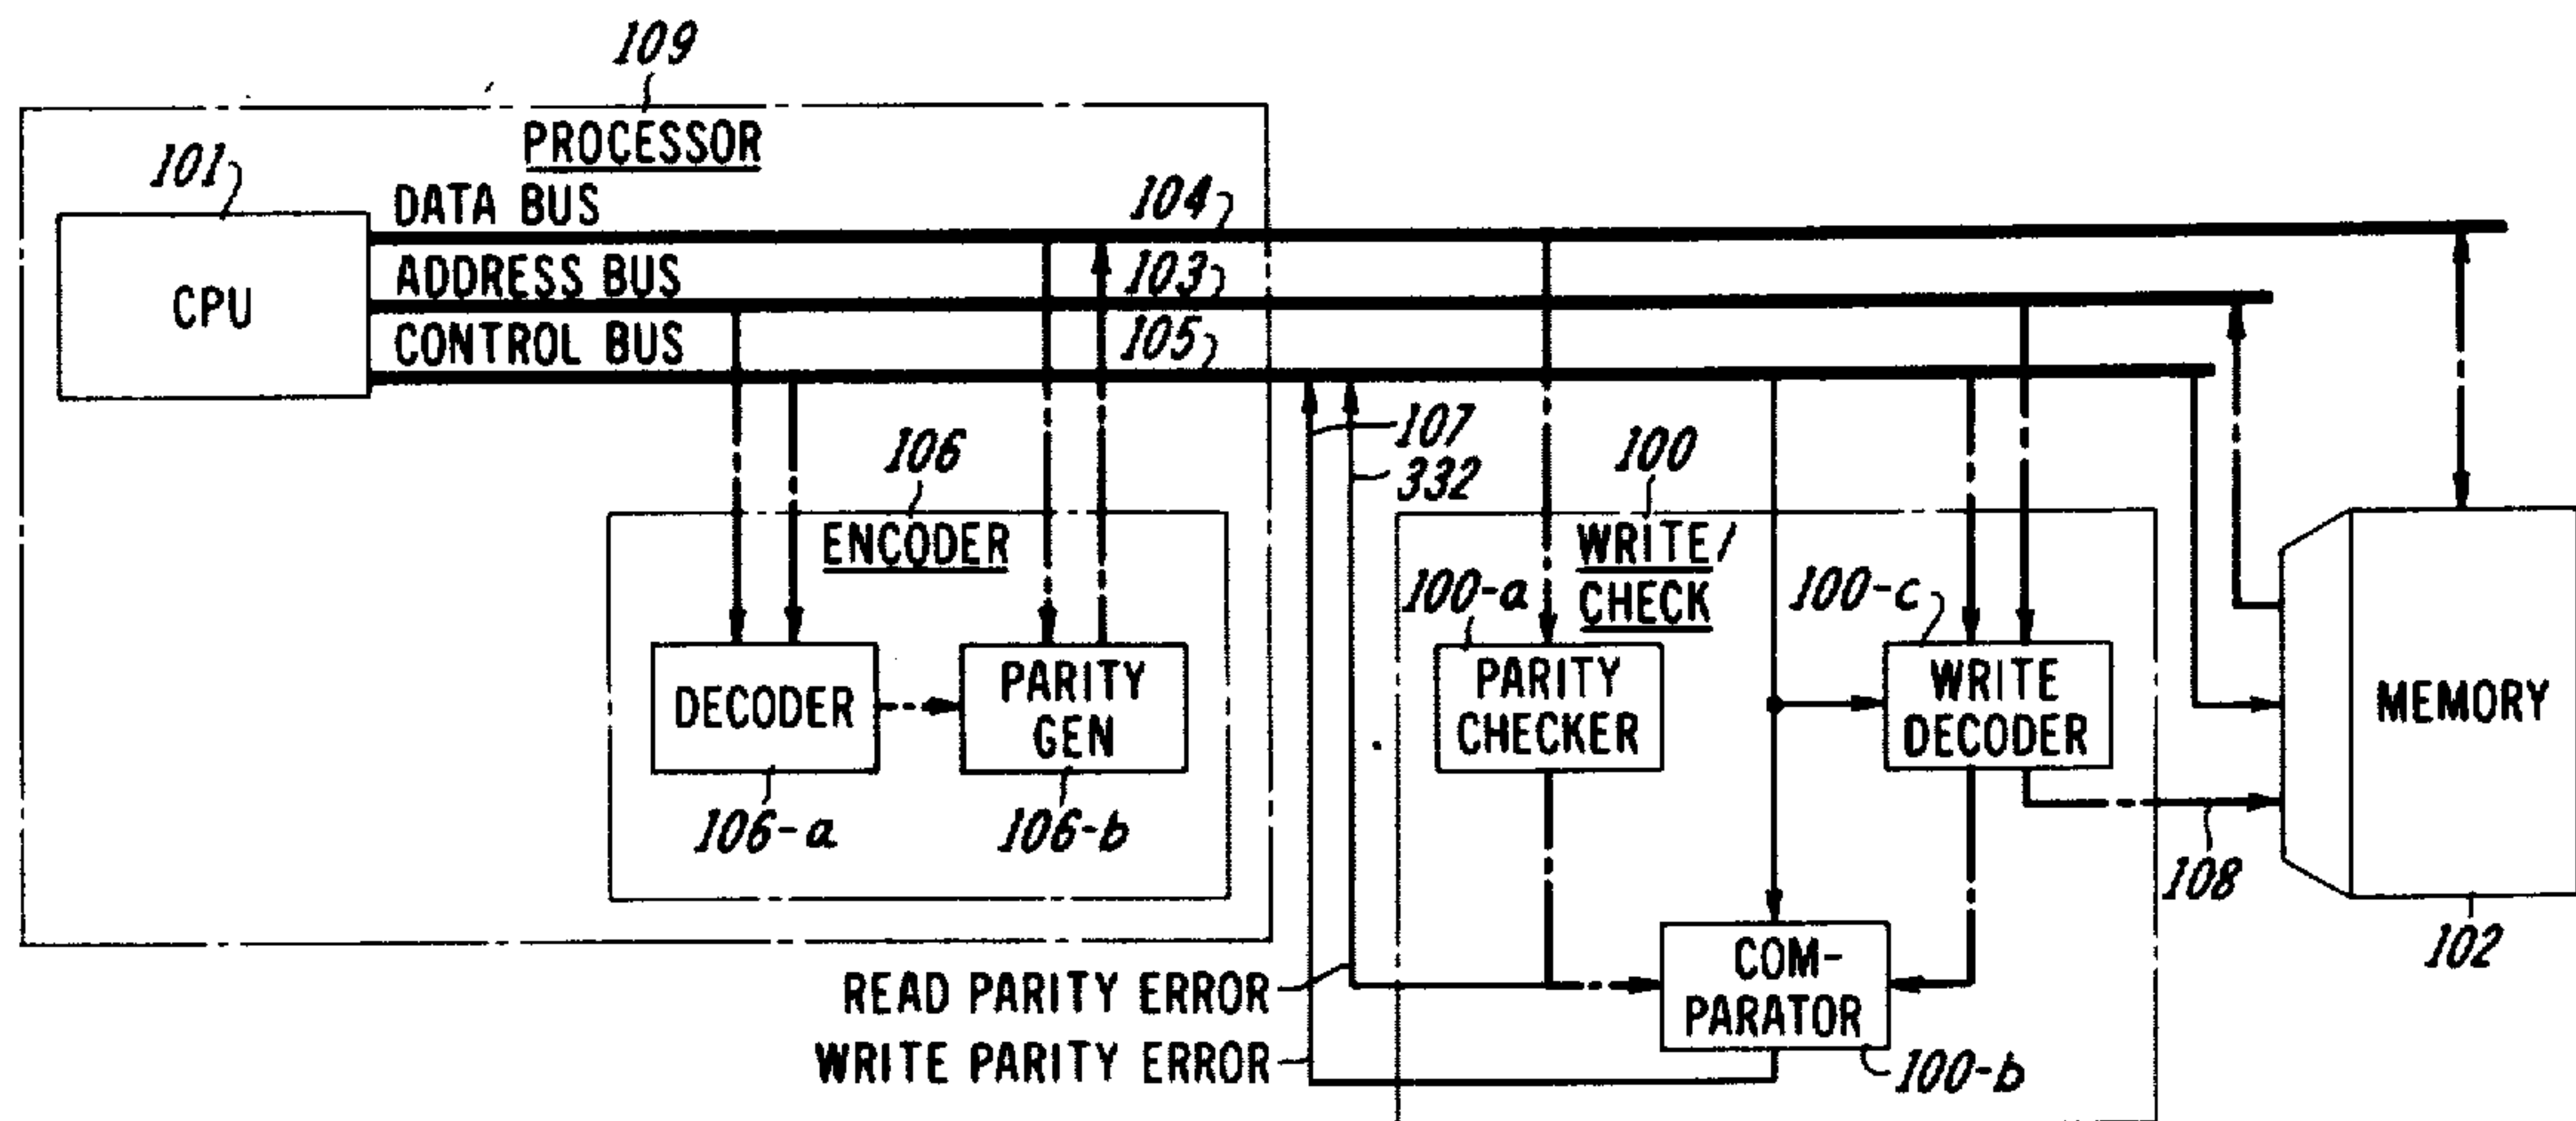 109
PROCESSOR
101
DATA BUS
104
ADDRESS BUS
103
CPU
CONTROL BUS
105
107
332
106
100
ENCODER
WRITE/
CHECK
100-a
100-c
DECODER
PARITY
GEN
PARITY
CHECKER
WRITE
DECODER
MEMORY
106-a
106-b
108
102
COM-
PARATOR
READ PARITY ERROR
WRITE PARITY ERROR
100-b